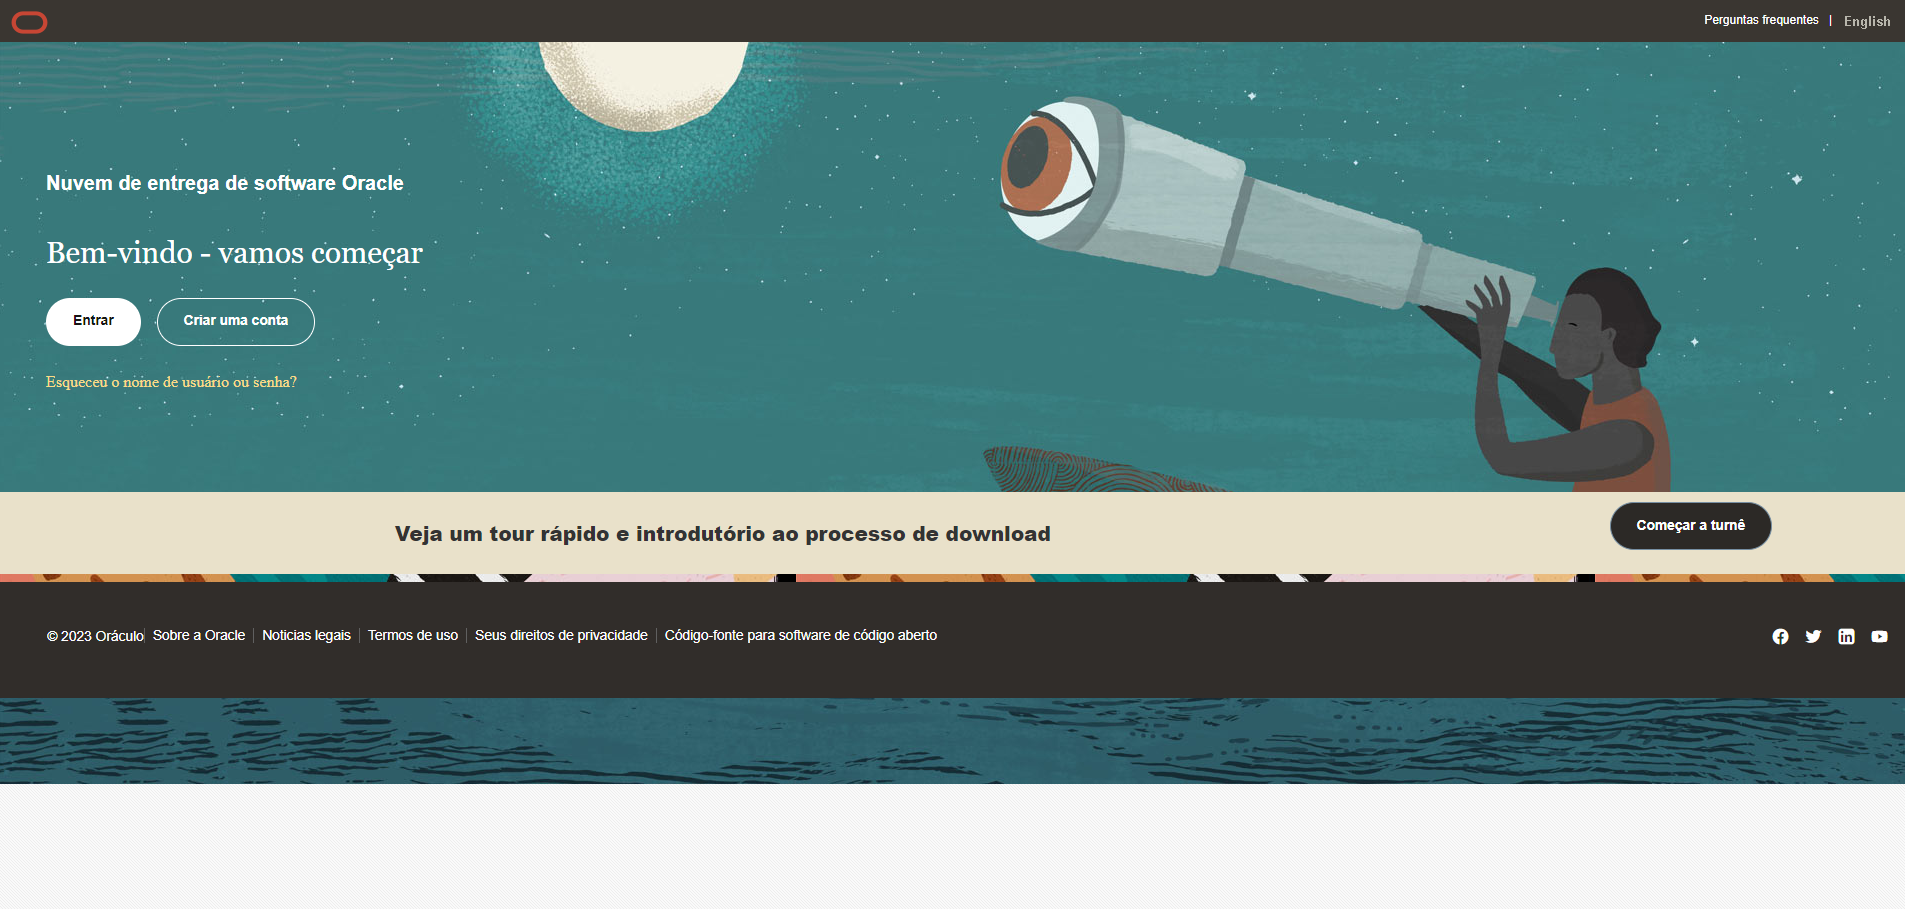 Perguntas frequentes | English
Nuvem de entrega de software Oracle
Bem-vindo - vamos começar
Entrar
Criar uma conta
Esqueceu o nome de usuário ou senha?
Veja um tour rápido e introdutório ao processo de download
Começar a turnê
© 2023 Oráculo | Sobre a Oracle | Noticias legais | Termos de uso | Seus direitos de privacidade | Código-fonte para software de código aberto